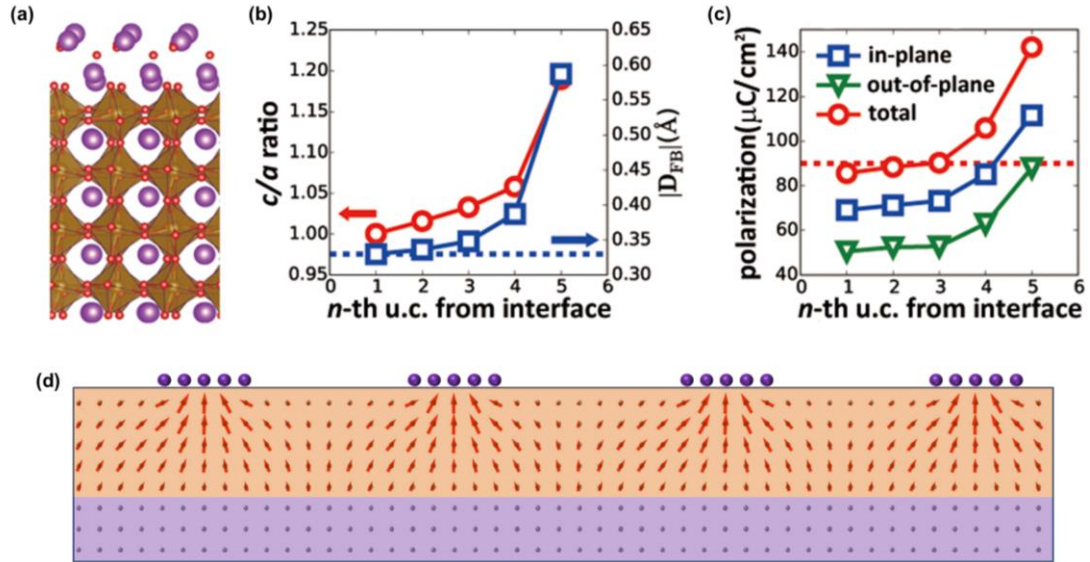 (a)
(b)
1.25
1.20
1.15
1.10
1.05
1.00
0.95
c/a ratio
0 1 2 3 4 5 6
n-th u.c. from interface
0.65
0.60
0.55
0.50
0.45
0.40
0.35
0.30
|D_FB|(Å)
(c)
140
120
100
80
60
40
polarization(μC/cm²)
in-plane
out-of-plane
total
0 1 2 3 4 5 6
n-th u.c. from interface
(d)